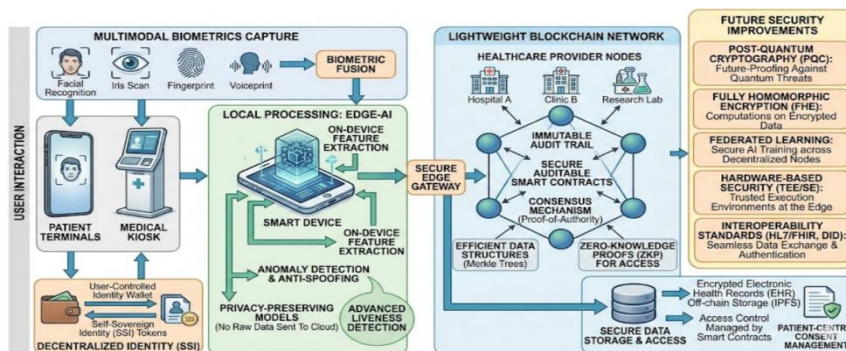 MULTIMODAL BIOMETRICS CAPTURE
Facial
Recognition
Iris Scan
Fingerprint
Voiceprint
BIOMETRIC
FUSION
USER INTERACTION
PATIENT
TERMINALS
MEDICAL
KIOSK
User-Controlled
Identity Wallet
Self-Sovereign
Identity (SSI) Tokens
DECENTRALIZED IDENTITY (SSI)
LOCAL PROCESSING: EDGE-AI
ON-DEVICE
FEATURE
EXTRACTION
SMART DEVICE
ON-DEVICE
FEATURE
EXTRACTION
ANOMALY DETECTION
& ANTI-SPOOFING
PRIVACY-PRESERVING
MODELS
(No Raw Data Sent To Cloud)
ADVANCED
LIVENESS
DETECTION
SECURE
EDGE
GATEWAY
LIGHTWEIGHT BLOCKCHAIN NETWORK
HEALTHCARE PROVIDER NODES
Hospital A
Clinic B
Research Lab
IMMUTABLE
AUDIT TRAIL
SECURE
AUDITABLE
SMART CONTRACTS
CONSENSUS
MECHANISM
(Proof-of-Authority)
EFFICIENT DATA
STRUCTURES
(Merkle Trees)
ZERO-KNOWLEDGE
PROOFS (ZKP)
FOR ACCESS
SECURE DATA
STORAGE & ACCESS
Encrypted Electronic
Health Records (EHR)
Off-chain Storage (IPFS)
Access Control
Managed by
Smart Contracts
PATIENT-CENTRIC
CONSENT
MANAGEMENT
FUTURE SECURITY
IMPROVEMENTS
POST-QUANTUM
CRYPTOGRAPHY (PQC):
Future-Proofing Against
Quantum Threats
FULLY HOMOMORPHIC
ENCRYPTION (FHE):
Computations on Encrypted
Data
FEDERATED LEARNING:
Secure AI Training across
Decentralized Nodes
HARDWARE-BASED
SECURITY (TEE/SE):
Trusted Execution
Environments at the Edge
INTEROPERABILITY
STANDARDS (HL7/FHIR, DID):
Seamless Data Exchange &
Authentication